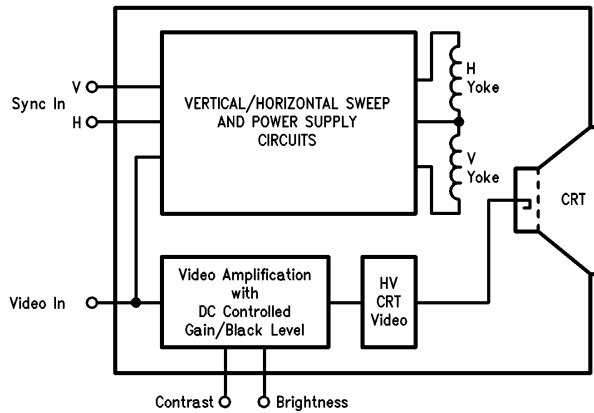 V
Sync In
H
VERTICAL/HORIZONTAL SWEEP
AND POWER SUPPLY
CIRCUITS
H
Yoke
V
Yoke
CRT
Video In
Video Amplification
with
DC Controlled
Gain/Black Level
HV
CRT
Video
Contrast
Brightness